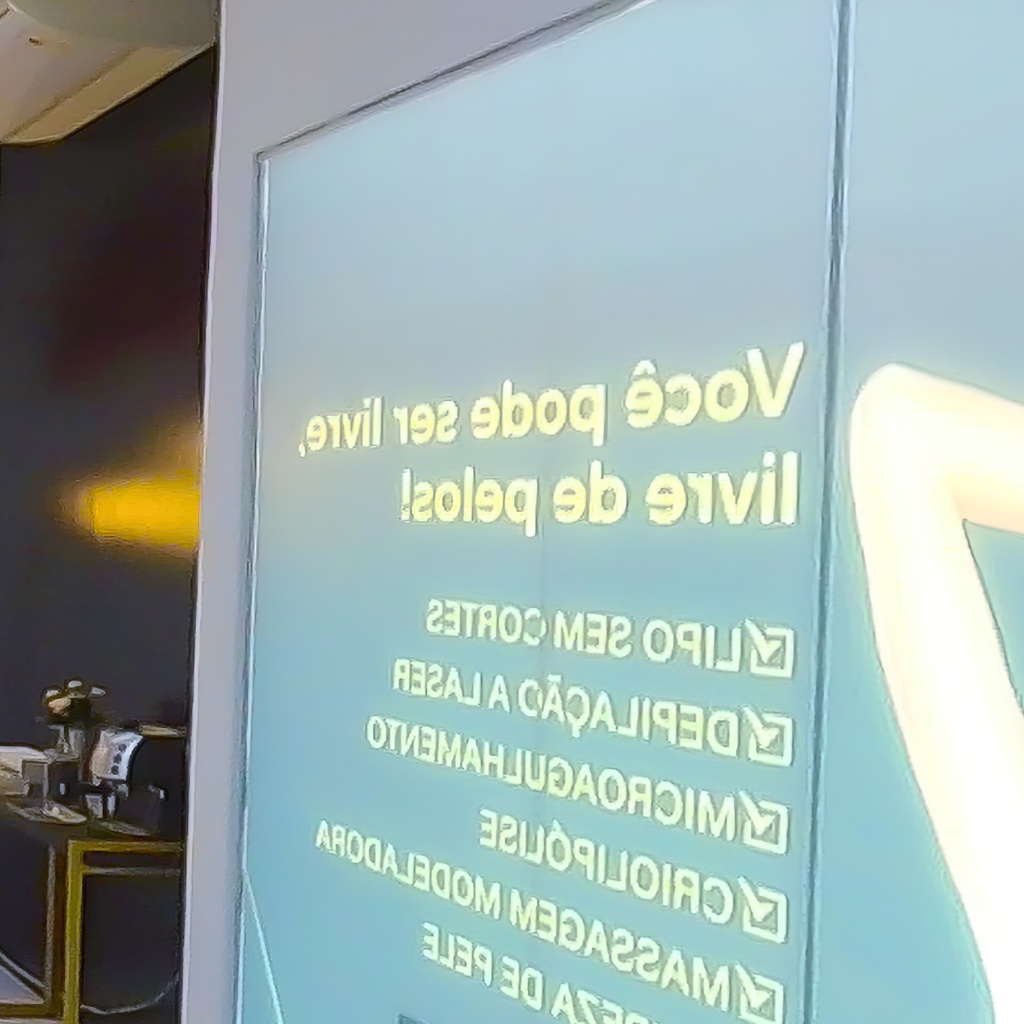 Você pode ser livre,
livre de pelos!
LIPO SEM CORTES
DEPILAÇÃO A LASER
MICROAGULHAMENTO
CRIOLIPÓLISE
MASSAGEM MODELADORA
DE PELE